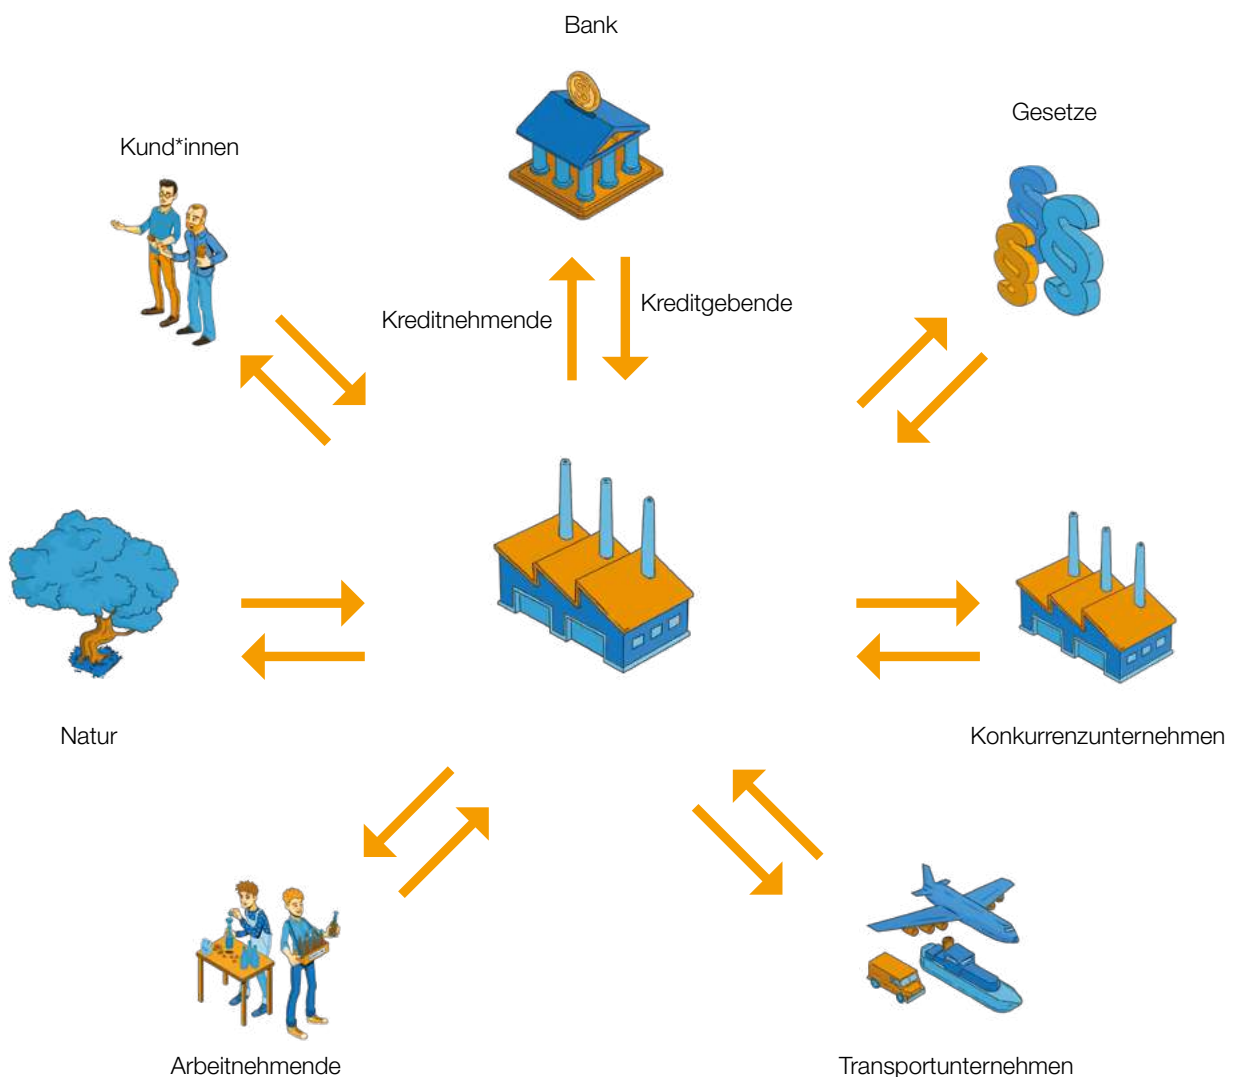 Bank
Gesetze
Kund*innen
Kreditgebende
Kreditnehmende
Natur
Konkurrenzunternehmen
Arbeitnehmende
Transportunternehmen